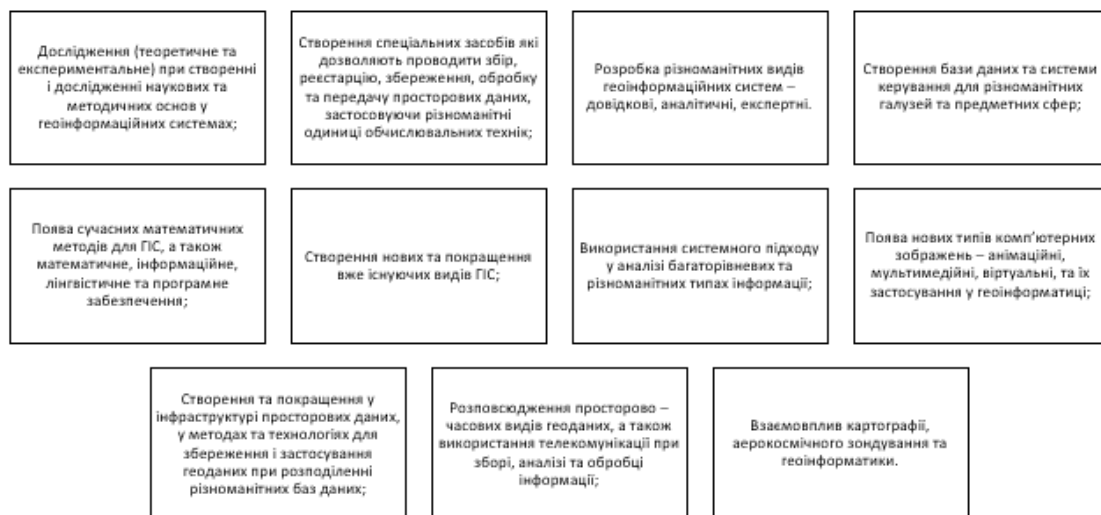 Дослідження (теоретичне та
експериментальне) при створенні
і дослідженні наукових та
методичних основ у
геоінформаційних системах;
Створення спеціальних засобів які
дозволяють проводити збір,
реєстарцію, збереження, обробку
та передачу просторових даних,
застосовуючи різноманітні
одиниці обчислювальних технік;
Розробка різноманітних видів
геоінформаційних систем –
довідкові, аналітичні, експертні.
Створення бази даних та системи
керування для різноманітних
галузей та предметних сфер;
Поява сучасних математичних
методів для ГІС, а також
математичне, інформаційне,
лінгвістичне та програмне
забезпечення;
Створення нових та покращення
вже існуючих видів ГІС;
Використання системного підходу
у аналізі багаторівневих та
різноманітних типах інформації;
Поява нових типів комп’ютерних
зображень – анімаційні,
мультимедійні, віртуальні, та їх
застосування у геоінформатиці;
Створення та покращення у
інфраструктурі просторових даних,
у методах та технологіях для
збереження і застосування
геоданих при розподіленні
різноманітних баз даних;
Розповсюдження просторово –
часових видів геоданих, а також
використання телекомунікації при
зборі, аналізі та обробці
інформації;
Взаємовплив картографії,
аерокосмічного зондування та
геоінформатики.